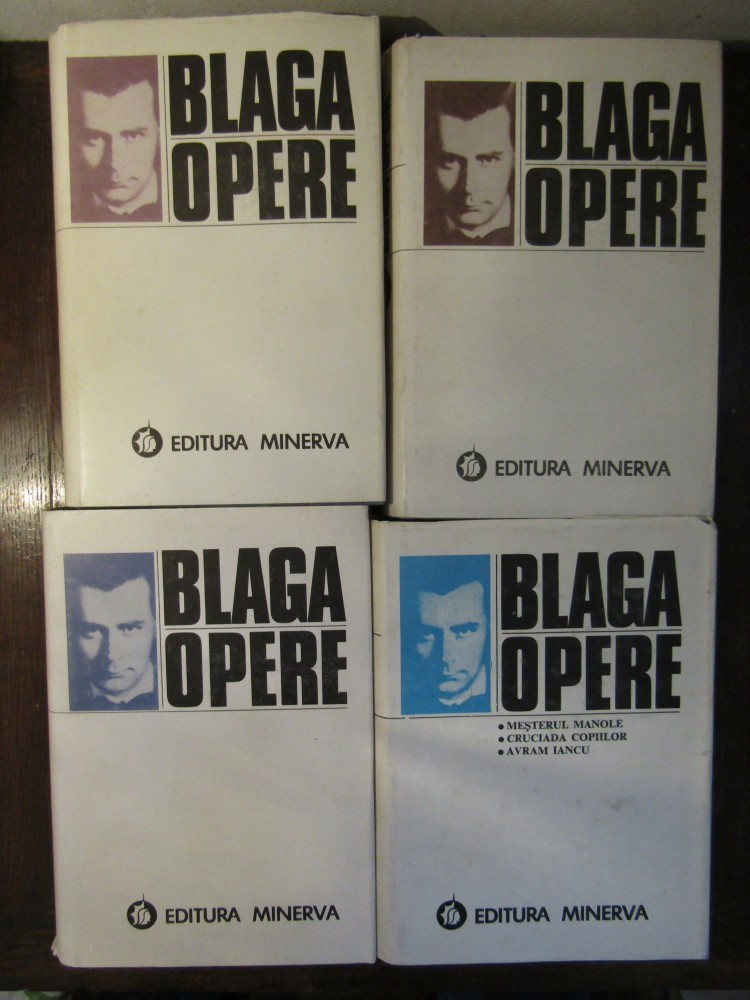 BLAGA
OPERE
EDITURA MINERVA
BLAGA
OPERE
EDITURA MINERVA
BLAGA
OPERE
EDITURA MINERVA
BLAGA
OPERE
• MEȘTERUL MANOLE
• CRUCIADA COPIILOR
• AVRAM IANCU
EDITURA MINERVA